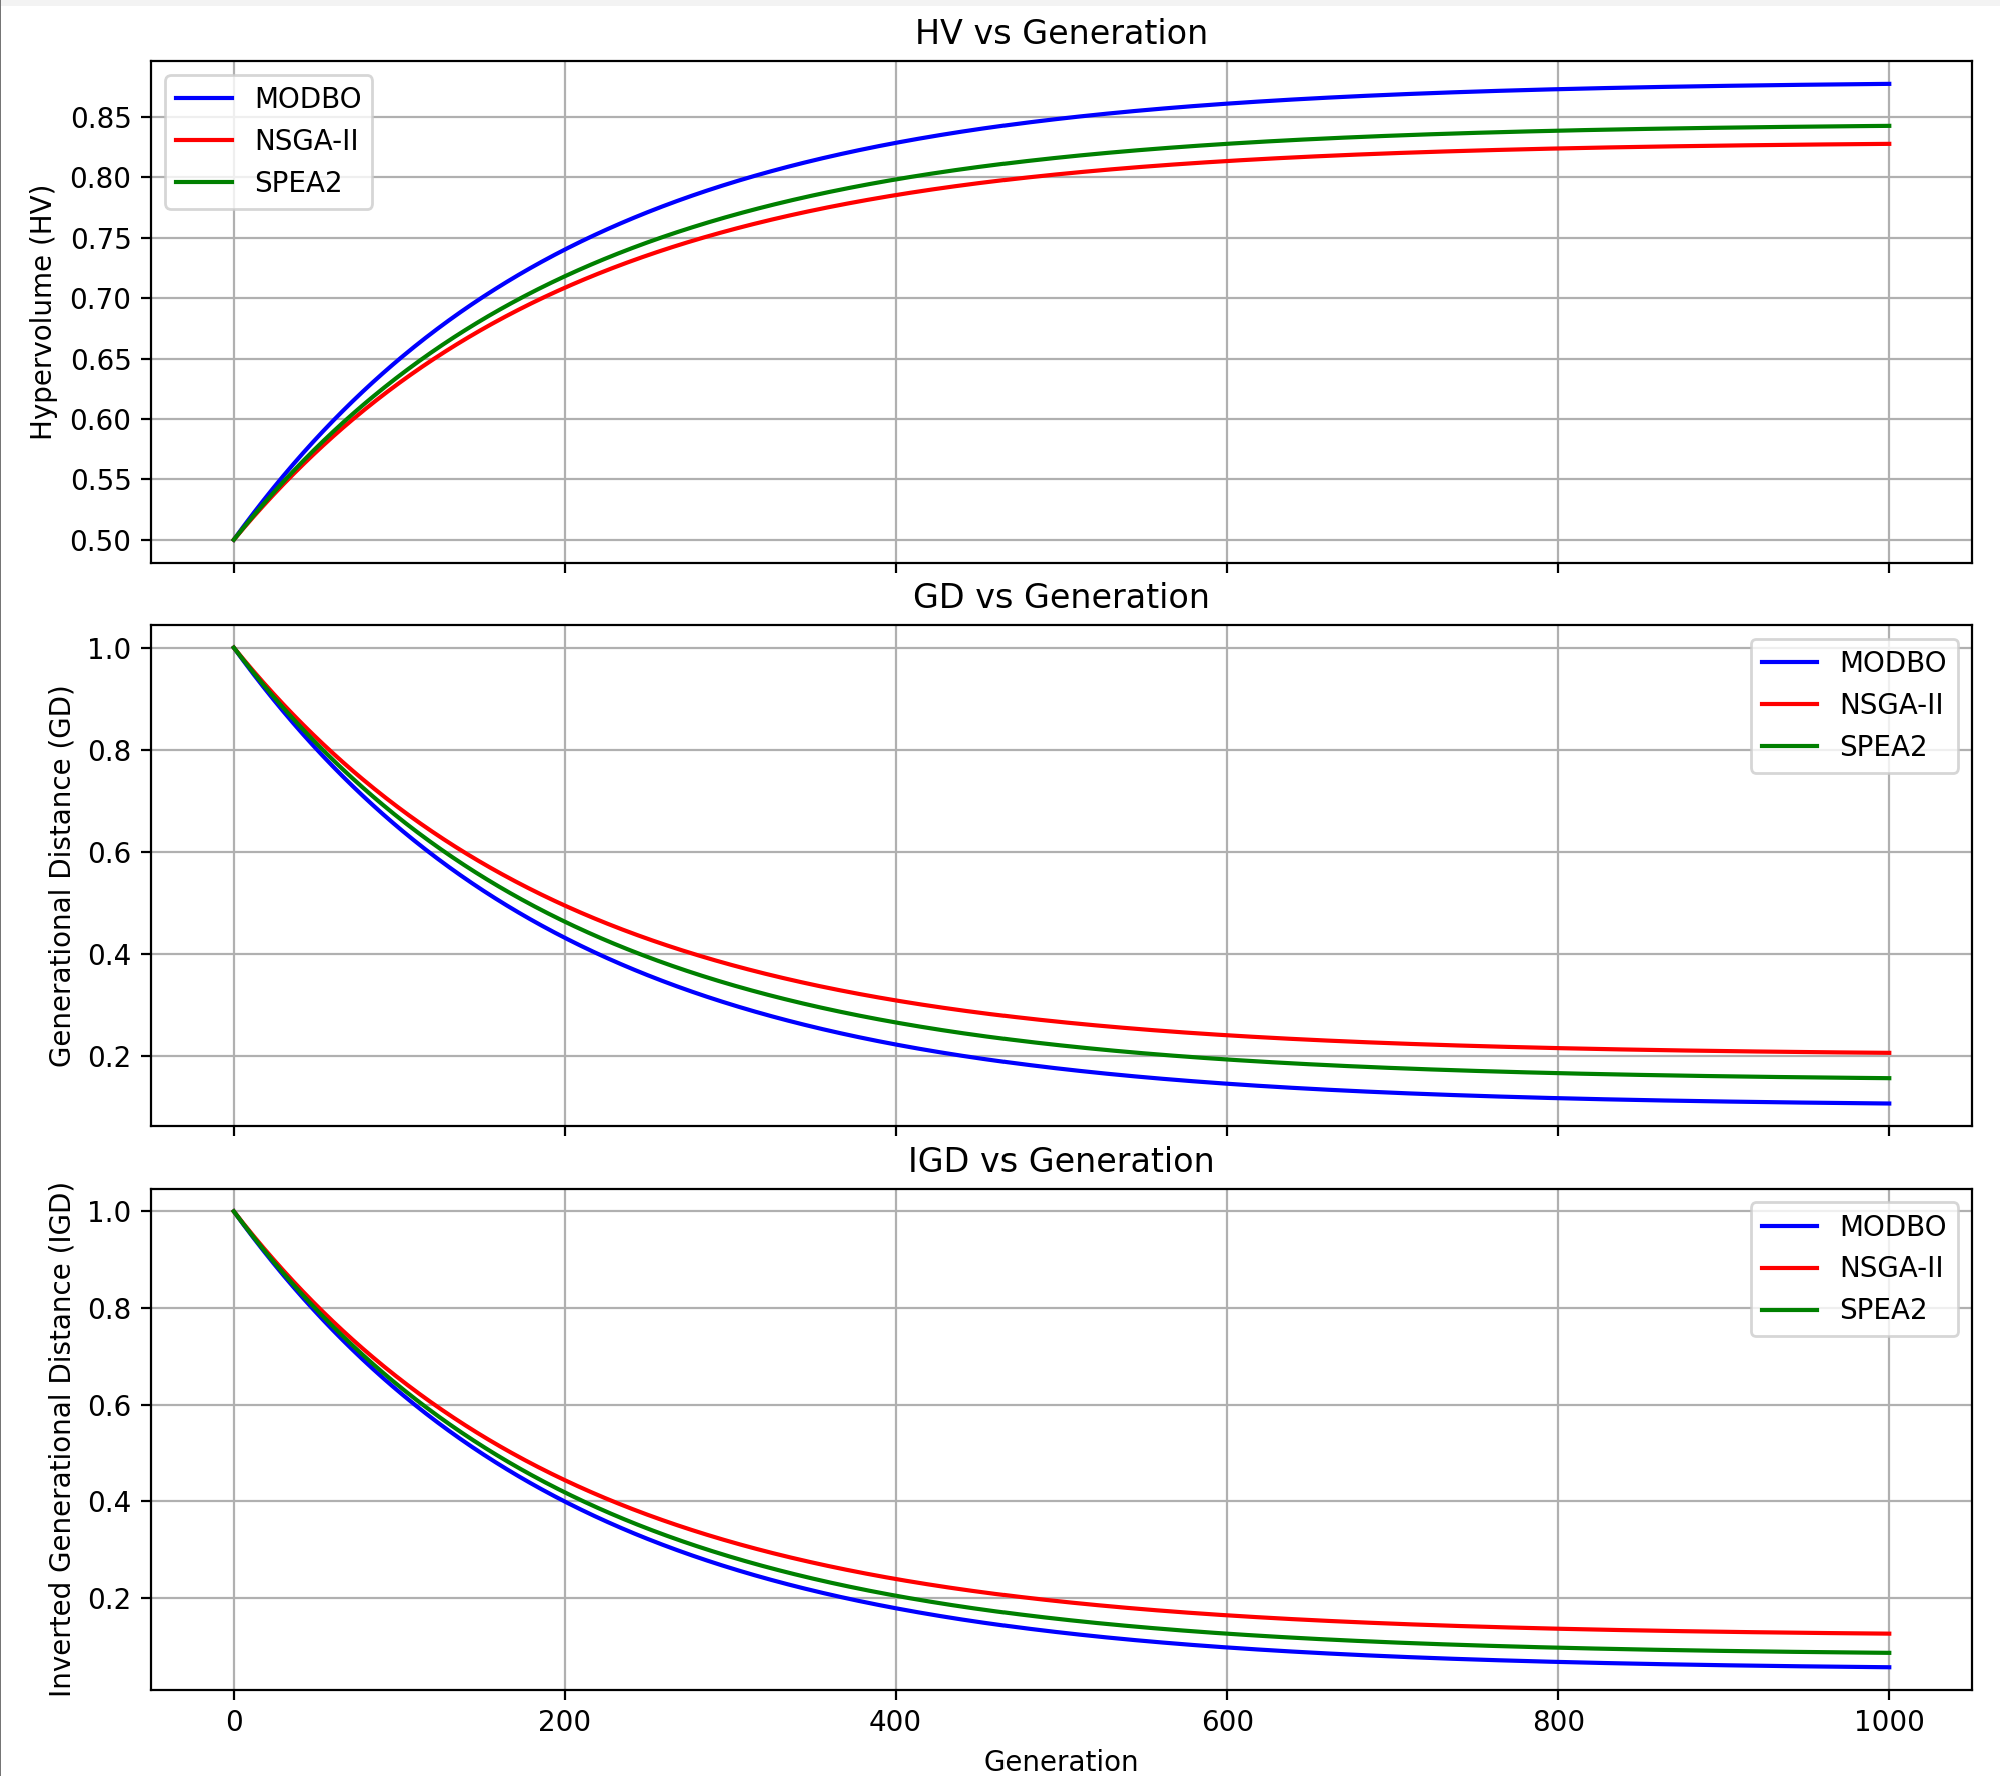 HV vs Generation
Hypervolume (HV)
0.85
0.80
0.75
0.70
0.65
0.60
0.55
0.50
MODBO
NSGA-II
SPEA2
GD vs Generation
Generational Distance (GD)
1.0
0.8
0.6
0.4
0.2
MODBO
NSGA-II
SPEA2
IGD vs Generation
Inverted Generational Distance (IGD)
1.0
0.8
0.6
0.4
0.2
MODBO
NSGA-II
SPEA2
0 200 400 600 800 1000
Generation